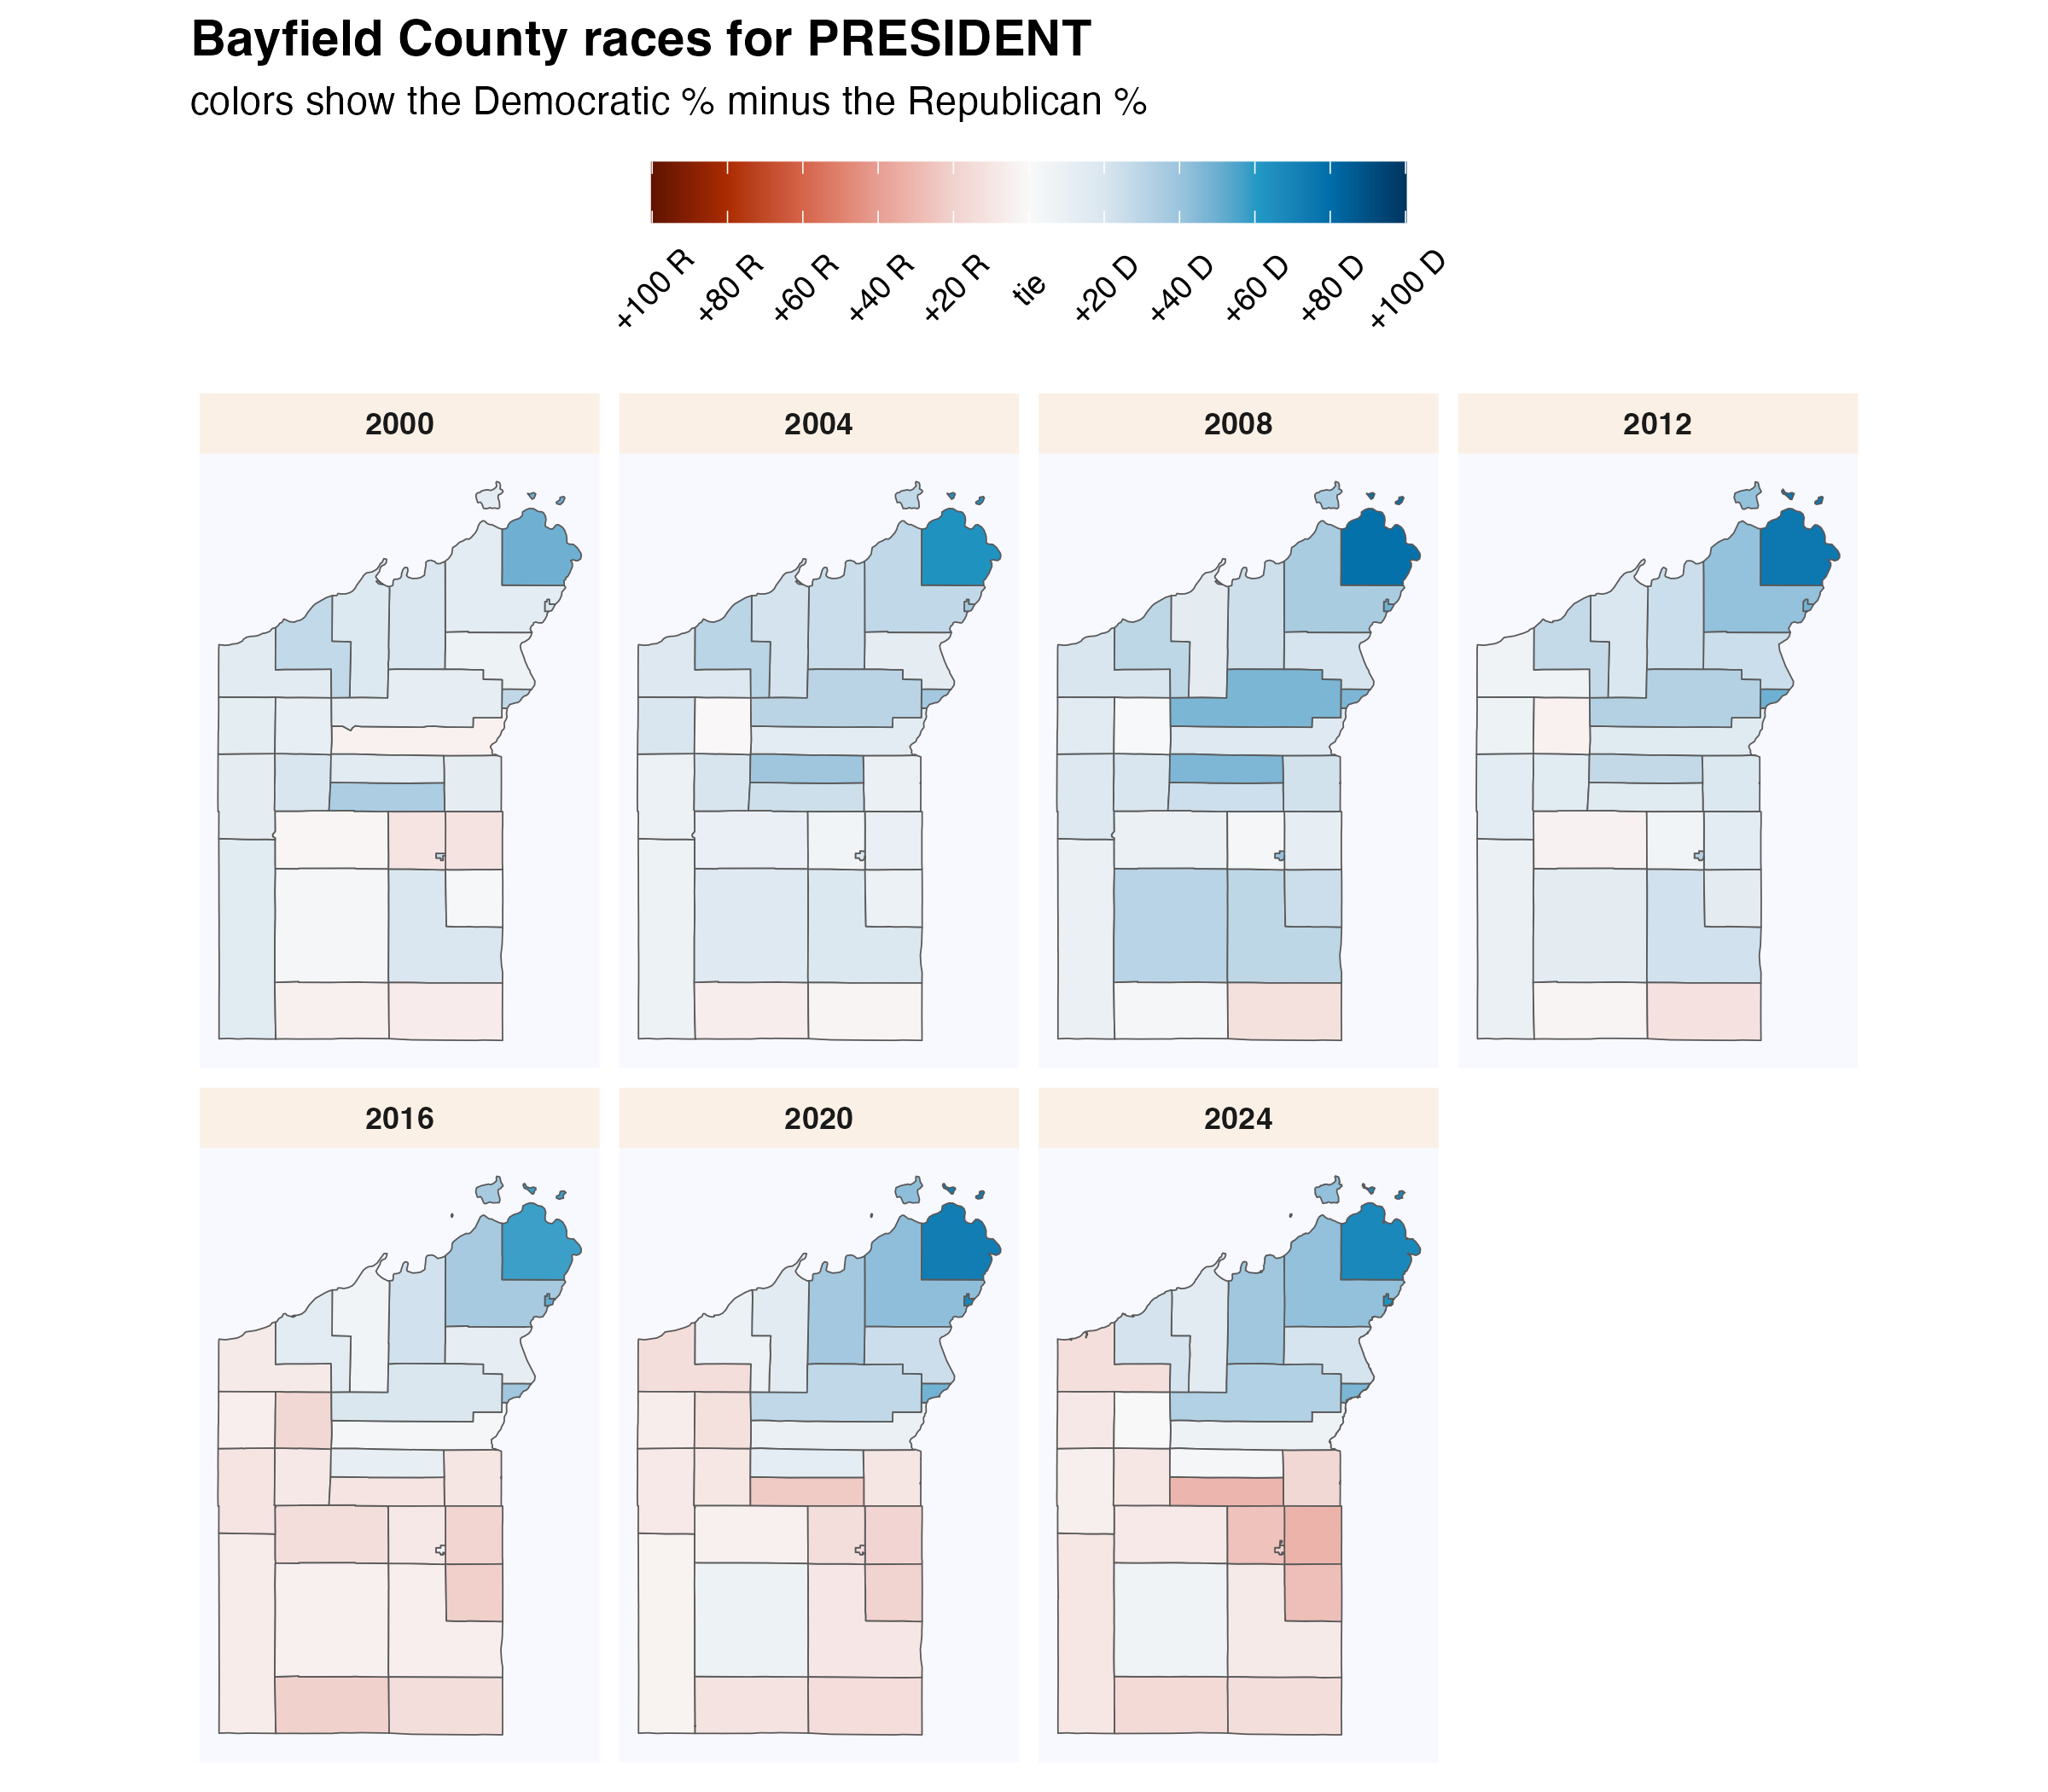 Bayfield County races for PRESIDENT
colors show the Democratic % minus the Republican %
+100 R +80 R +60 R +40 R +20 R tie +20 D +40 D +60 D +80 D +100 D
2000 2004 2008 2012
2016 2020 2024